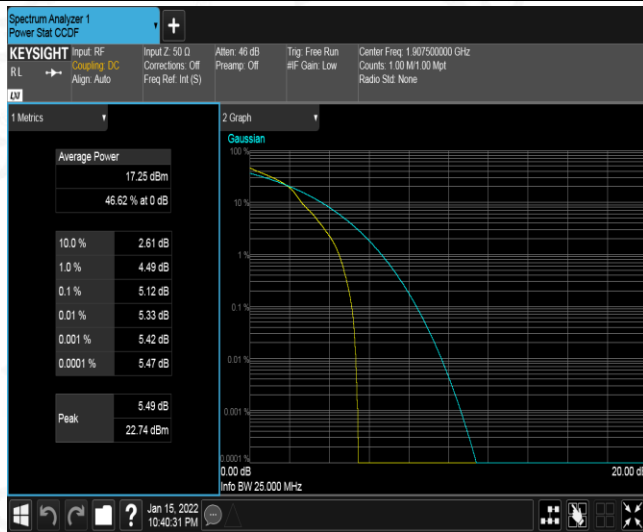 Spectrum Analyzer 1
Power Stat CCDF
KEYSIGHT
RL
LXI
Input: RF
Coupling: DC
Align: Auto
Input Z: 50 Ω
Corrections: Off
Freq Ref: Int (S)
Atten: 46 dB
Preamp: Off
Trig: Free Run
#IF Gain: Low
Center Freq: 1.907500000 GHz
Counts: 1.00 M/1.00 Mpt
Radio Std: None
1 Metrics
Average Power
17.25 dBm
46.62 % at 0 dB
10.0 % 2.61 dB
1.0 % 4.49 dB
0.1 % 5.12 dB
0.01 % 5.33 dB
0.001 % 5.42 dB
0.0001 % 5.47 dB
Peak
5.49 dB
22.74 dBm
2 Graph
Gaussian
100 %
10 %
1 %
0.1 %
0.01 %
0.001 %
0.0001 %
0.00 dB
20.00 dB
Info BW 25.000 MHz
Jan 15, 2022
10:40:31 PM